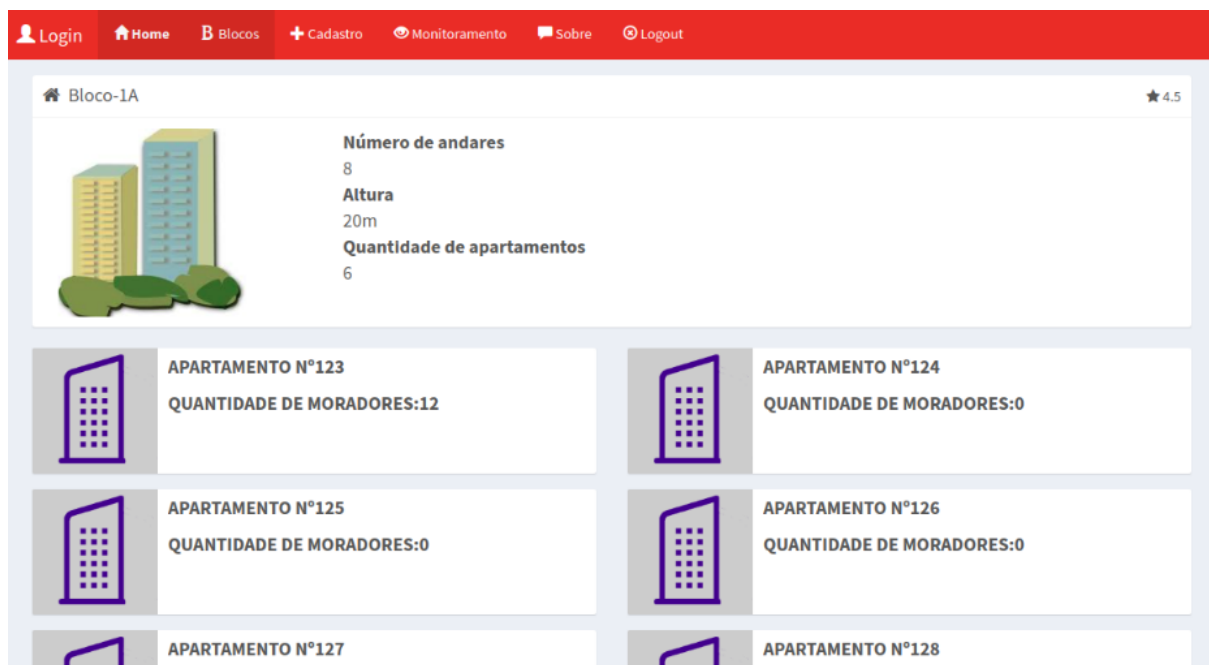 Login Home B Blocos Cadastro Monitoramento Sobre Logout
Bloco-1A 4.5
Número de andares
8
Altura
20m
Quantidade de apartamentos
6
APARTAMENTO Nº123
QUANTIDADE DE MORADORES:12
APARTAMENTO Nº124
QUANTIDADE DE MORADORES:0
APARTAMENTO Nº125
QUANTIDADE DE MORADORES:0
APARTAMENTO Nº126
QUANTIDADE DE MORADORES:0
APARTAMENTO Nº127
APARTAMENTO Nº128